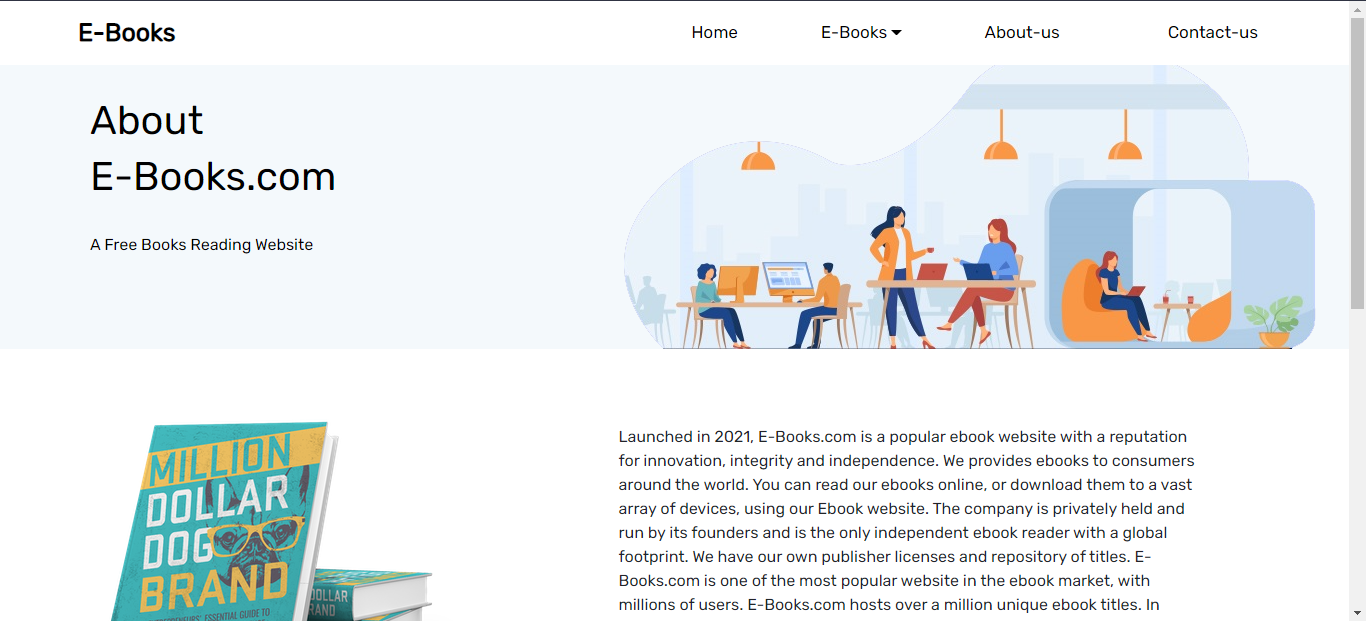 E-Books
Home
E-Books
About-us
Contact-us
About
E-Books.com
A Free Books Reading Website
MILLION
DOLLAR
DOG
BRAND
ESSENTIAL GUIDE TO
DOLLAR
BRAND
Launched in 2021, E-Books.com is a popular ebook website with a reputation
for innovation, integrity and independence. We provides ebooks to consumers
around the world. You can read our ebooks online, or download them to a vast
array of devices, using our Ebook website. The company is privately held and
run by its founders and is the only independent ebook reader with a global
footprint. We have our own publisher licenses and repository of titles. E-
Books.com is one of the most popular website in the ebook market, with
millions of users. E-Books.com hosts over a million unique ebook titles. In